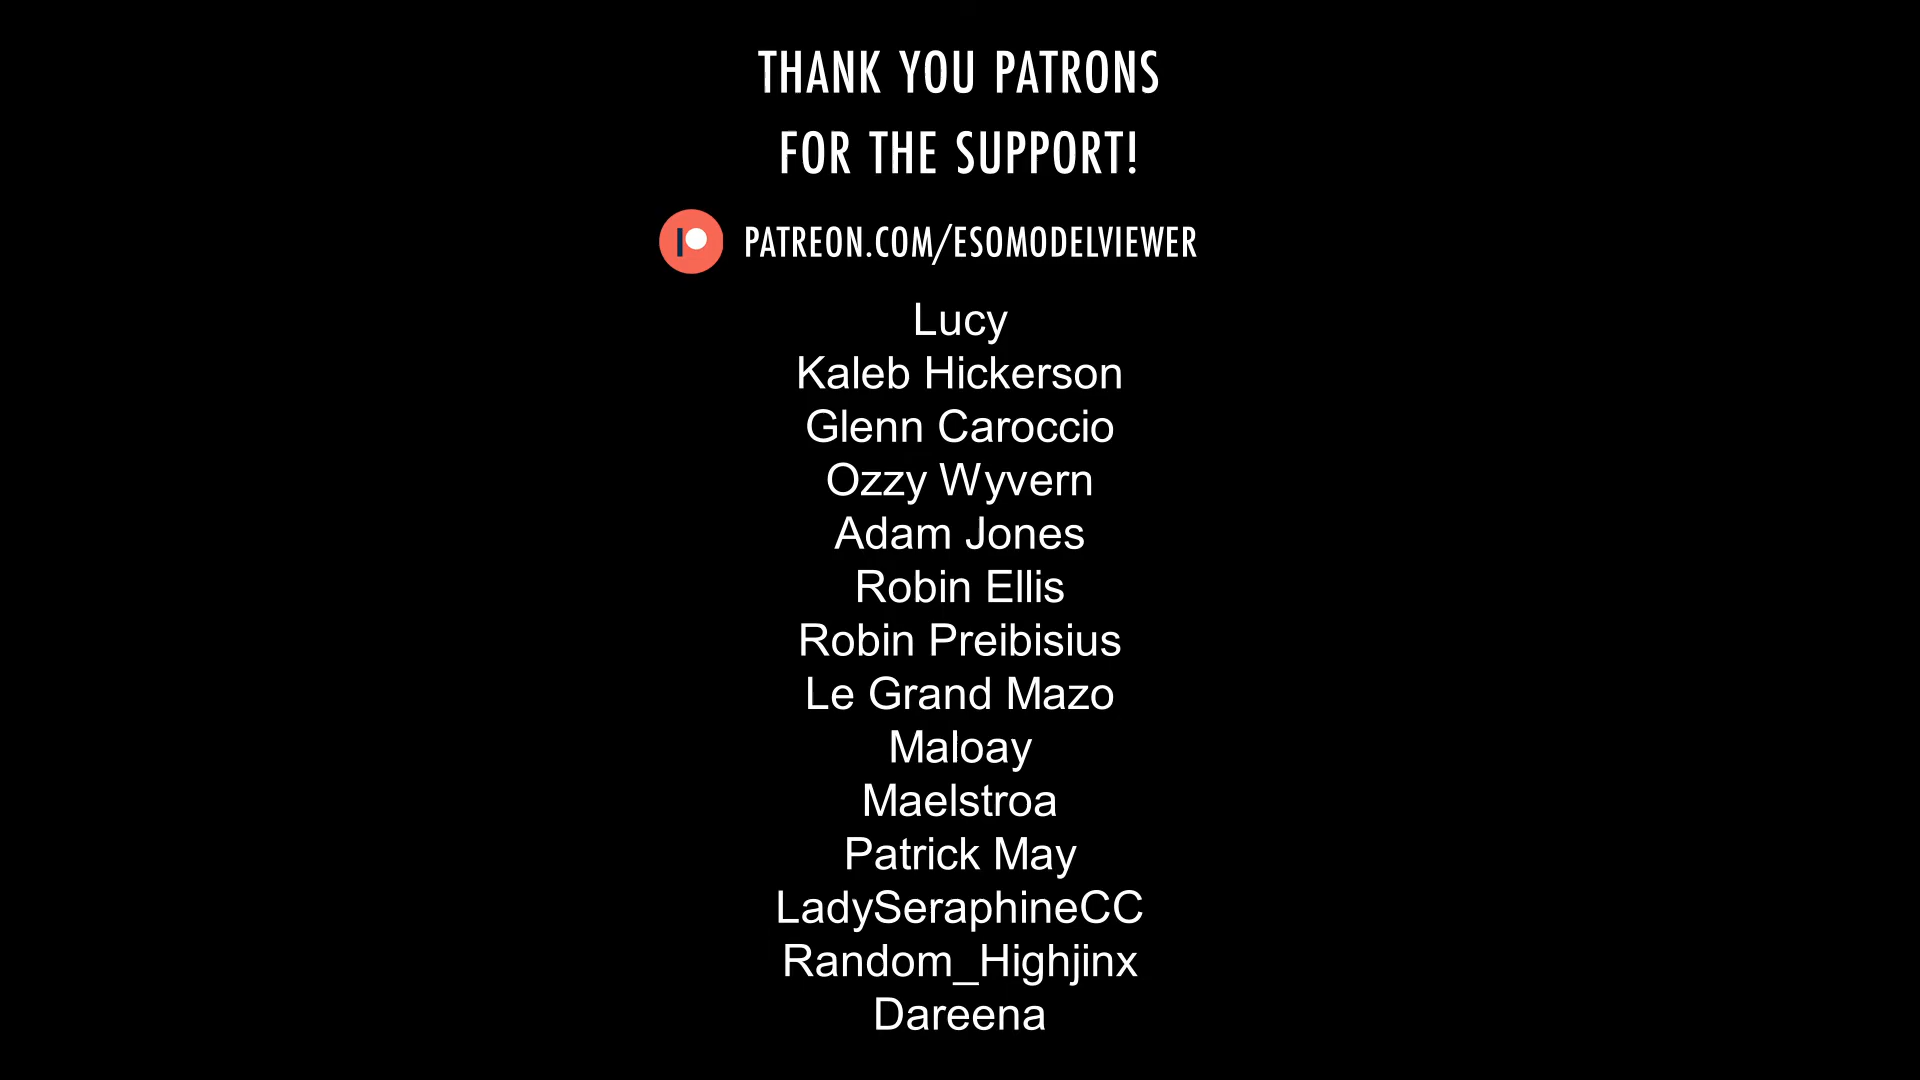 THANK YOU PATRONS
FOR THE SUPPORT!
PATREON.COM/ESOMODELVIEWER
Lucy
Kaleb Hickerson
Glenn Caroccio
Ozzy Wyvern
Adam Jones
Robin Ellis
Robin Preibisius
Le Grand Mazo
Maloay
Maelstroa
Patrick May
LadySeraphineCC
Random_Highjinx
Dareena